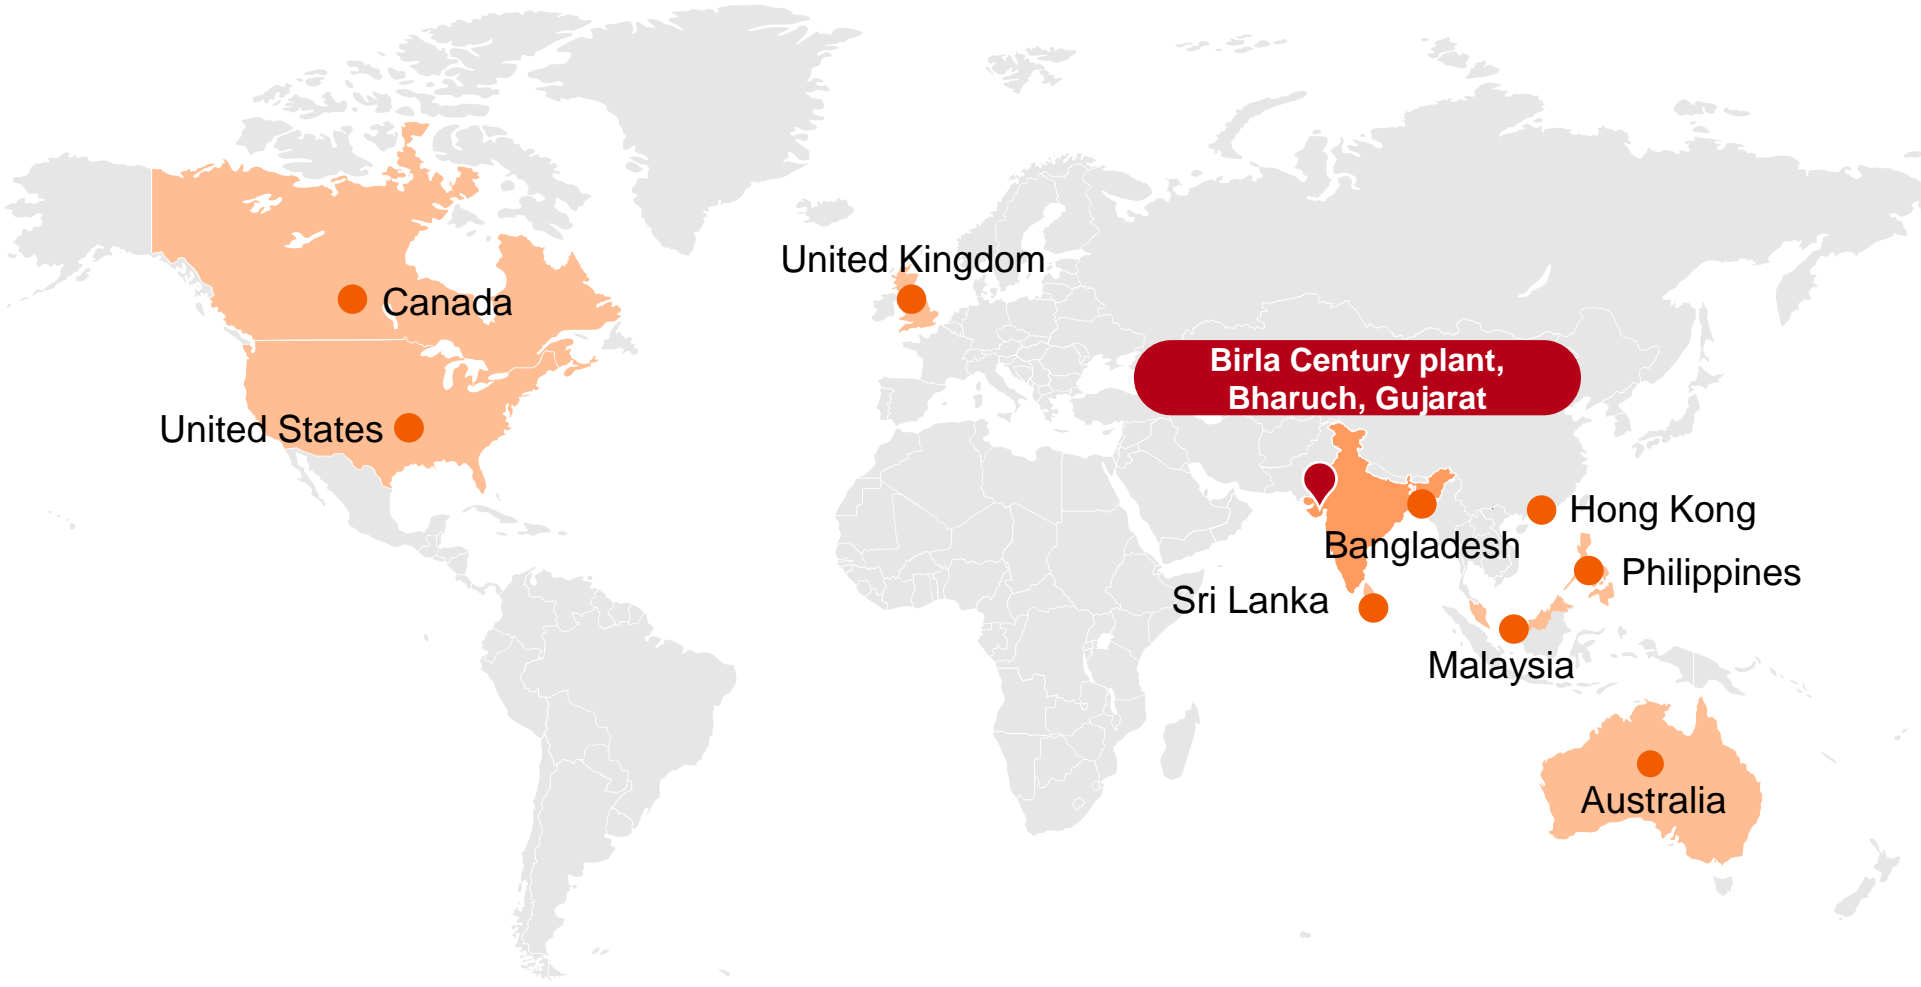 United Kingdom
Canada
Birla Century plant,
Bharuch, Gujarat
United States
Hong Kong
Bangladesh
Philippines
Sri Lanka
Malaysia
Australia